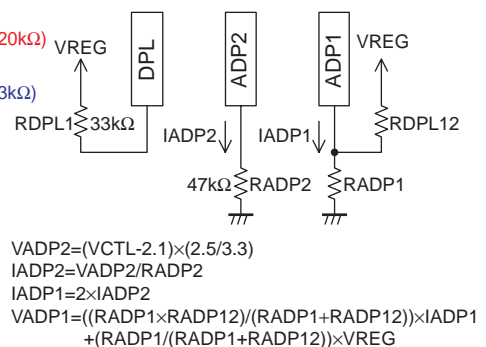 20kΩ)
VREG
DPL
ADP2
ADP1
VREG
3kΩ)
RDPL1
33kΩ
IADP2
IADP1
RDPL12
47kΩ
RADP2
RADP1
VADP2=(VCTL-2.1)×(2.5/3.3)
IADP2=VADP2/RADP2
IADP1=2×IADP2
VADP1=((RADP1×RADP12)/(RADP1+RADP12))×IADP1
+(RADP1/(RADP1+RADP12))×VREG